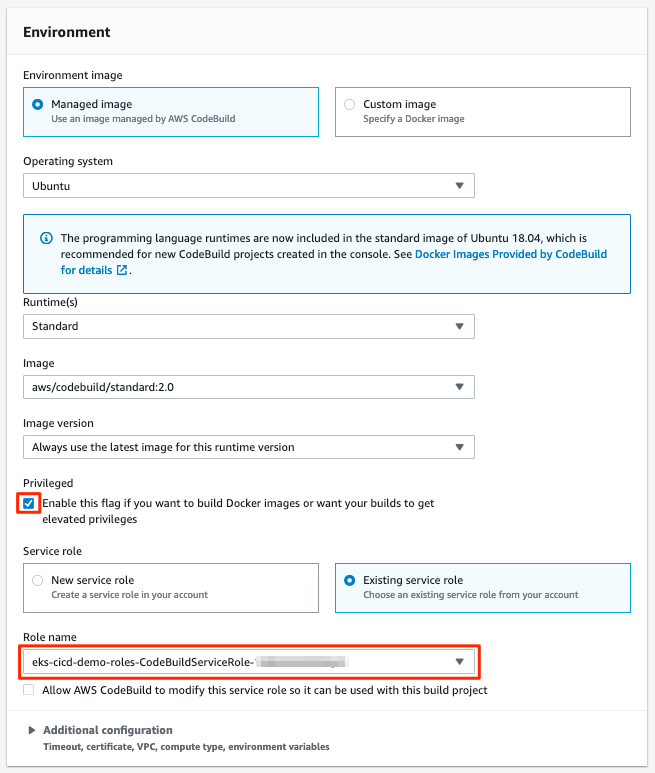 Environment
Environment image
Managed image
Use an image managed by AWS CodeBuild
Custom image
Specify a Docker image
Operating system
Ubuntu
The programming language runtimes are now included in the standard image of Ubuntu 18.04, which is
recommended for new CodeBuild projects created in the console. See Docker Images Provided by CodeBuild
for details.
Runtime(s)
Standard
Image
aws/codebuild/standard:2.0
Image version
Always use the latest image for this runtime version
Privileged
Enable this flag if you want to build Docker images or want your builds to get
elevated privileges
Service role
New service role
Create a service role in your account
Existing service role
Choose an existing service role from your account
Role name
eks-cicd-demo-roles-CodeBuildServiceRole-
Allow AWS CodeBuild to modify this service role so it can be used with this build project
Additional configuration
Timeout, certificate, VPC, compute type, environment variables